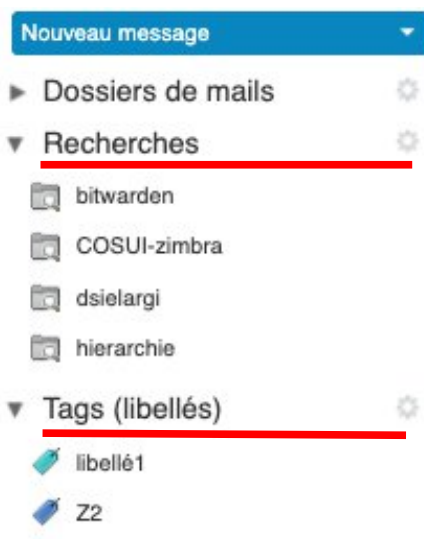 Nouveau message
Dossiers de mails
Recherches
bitwarden
COSUI-zimbra
dsielargi
hierarchie
Tags (libellés)
libellé1
Z2